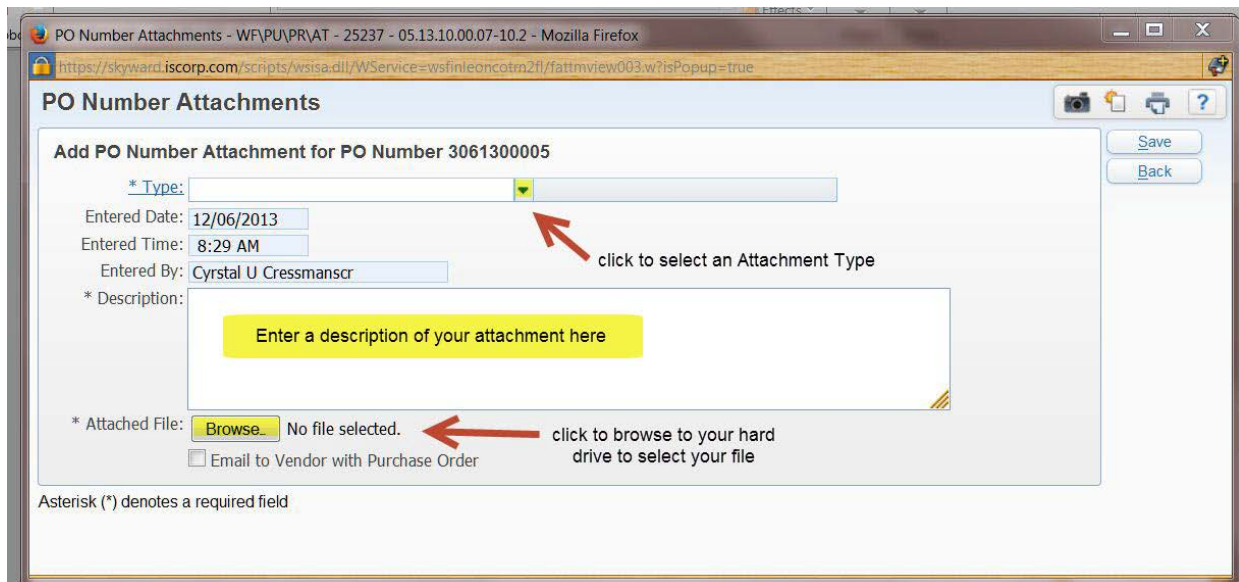 Effects
PO Number Attachments - WF\PU\PR\AT - 25237 - 05.13.10.00.07-10.2 - Mozilla Firefox
https://skyward.iscorp.com/scripts/wsisa.dll/WService=wsfinleoncotrn2fl/fattmview003.w?isPopup=true
PO Number Attachments
Add PO Number Attachment for PO Number 3061300005
Save
Back
* Type:
Entered Date: 12/06/2013
Entered Time: 8:29 AM
click to select an Attachment Type
Entered By: Cyrstal U Cressmanscr
* Description:
Enter a description of your attachment here
* Attached File: Browse_ No file selected.
click to browse to your hard
drive to select your file
Email to Vendor with Purchase Order
Asterisk (*) denotes a required field